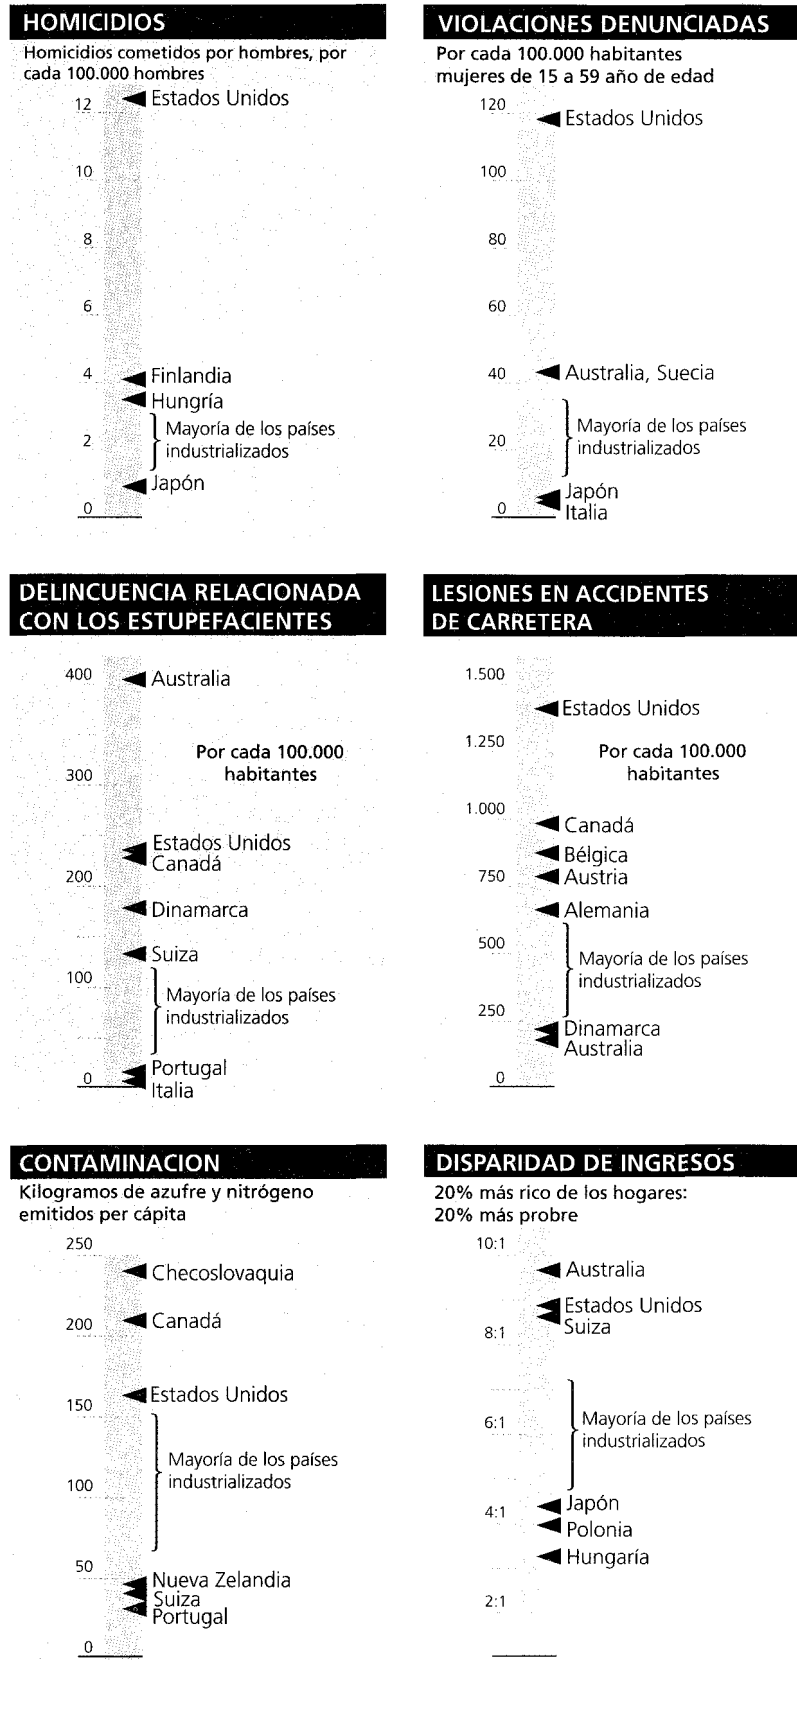 HOMICIDIOS
Homicidios cometidos por hombres, por
cada 100.000 hombres
12
Estados Unidos
10
8
6
4
Finlandia
Hungría
Mayoría de los países
2
industrializados
Japón
0
VIOLACIONES DENUNCIADAS
Por cada 100.000 habitantes
mujeres de 15 a 59 año de edad
120
Estados Unidos
100
80
60
40
Australia, Suecia
Mayoría de los países
20
industrializados
Japón
0
Italia
DELINCUENCIA RELACIONADA
CON LOS ESTUPEFACIENTES
400
Australia
Por cada 100.000
habitantes
300
Estados Unidos
Canadá
200
Dinamarca
Suiza
100
Mayoría de los países
industrializados
Portugal
0
Italia
LESIONES EN ACCIDENTES
DE CARRETERA
1.500
Estados Unidos
1.250
Por cada 100.000
habitantes
1.000
Canadá
Bélgica
750
Austria
Alemania
500
Mayoría de los países
industrializados
250
Dinamarca
Australia
0
CONTAMINACION
Kilogramos de azufre y nitrógeno
emitidos per cápita
250
Checoslovaquia
Canadá
200
Estados Unidos
150
Mayoría de los países
industrializados
100
50
Nueva Zelandia
Suiza
Portugal
0
DISPARIDAD DE INGRESOS
20% más rico de los hogares:
20% más probre
10:1
Australia
Estados Unidos
Suiza
8:1
Mayoría de los países
6:1
industrializados
Japón
4:1
Polonia
Hungaría
2:1